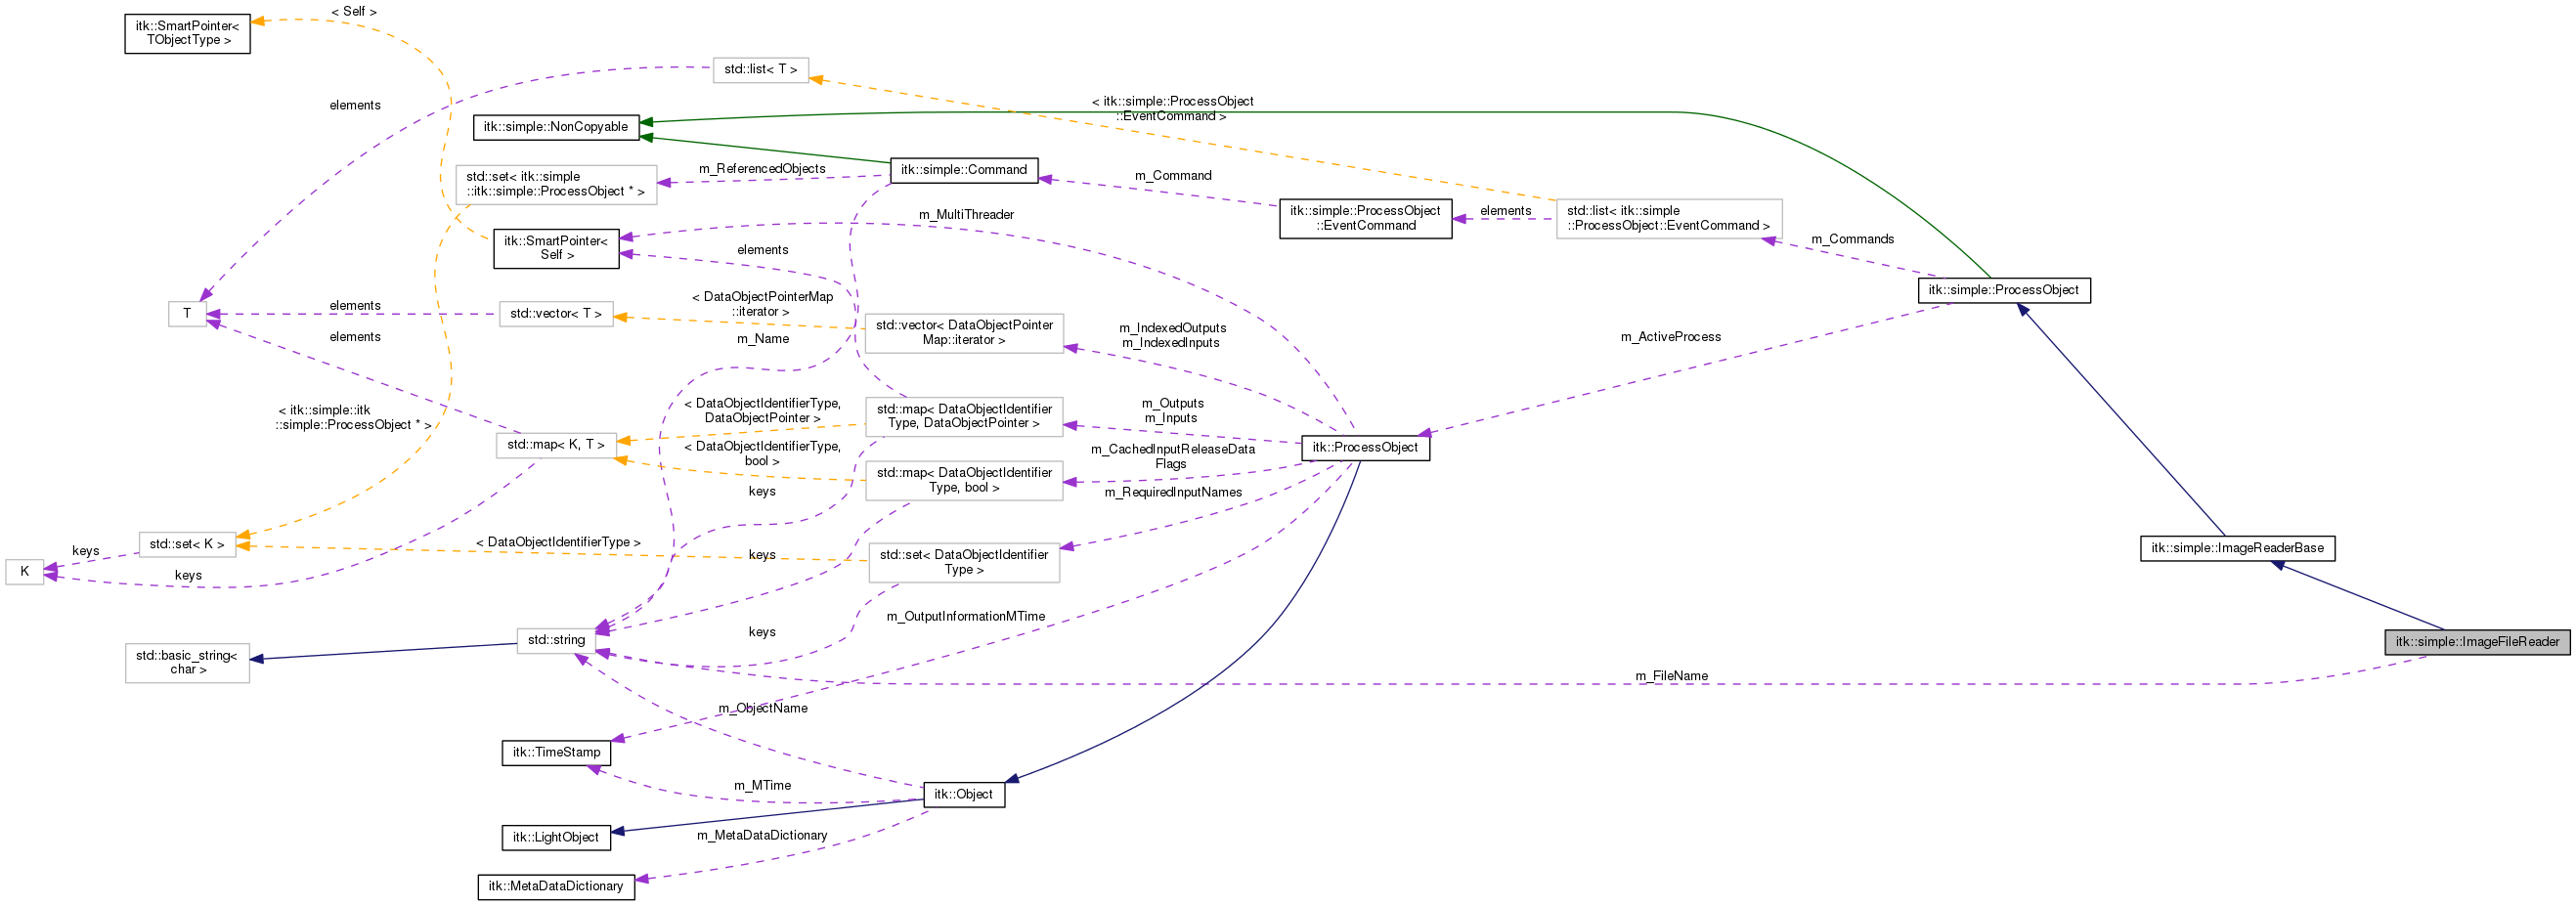 < Self >
itk::SmartPointer<
TObjectType >
std::list< T >
elements
< itk::simple::ProcessObject
::EventCommand >
itk::simple::NonCopyable
itk::simple::Command
m_ReferencedObjects
std::set< itk::simple
::itk::simple::ProcessObject * >
m_Command
itk::simple::ProcessObject
::EventCommand
elements
std::list< itk::simple
::ProcessObject::EventCommand >
m_MultiThreader
itk::SmartPointer<
Self >
elements
m_Commands
itk::simple::ProcessObject
T
elements
std::vector< T >
< DataObjectPointerMap
::iterator >
std::vector< DataObjectPointer
Map::iterator >
m_IndexedOutputs
m_IndexedInputs
m_Name
elements
m_ActiveProcess
< itk::simple::itk
::simple::ProcessObject * >
< DataObjectIdentifierType,
DataObjectPointer >
std::map< DataObjectIdentifier
Type, DataObjectPointer >
m_Outputs
m_Inputs
std::map< K, T >
< DataObjectIdentifierType,
bool >
std::map< DataObjectIdentifier
Type, bool >
m_CachedInputReleaseData
Flags
itk::ProcessObject
keys
m_RequiredInputNames
std::set< K >
keys
K
keys
< DataObjectIdentifierType >
keys
std::set< DataObjectIdentifier
Type >
itk::simple::ImageReaderBase
m_OutputInformationMTime
keys
std::string
std::basic_string<
char >
itk::simple::ImageFileReader
m_FileName
m_ObjectName
itk::TimeStamp
m_MTime
itk::Object
itk::LightObject
m_MetaDataDictionary
itk::MetaDataDictionary